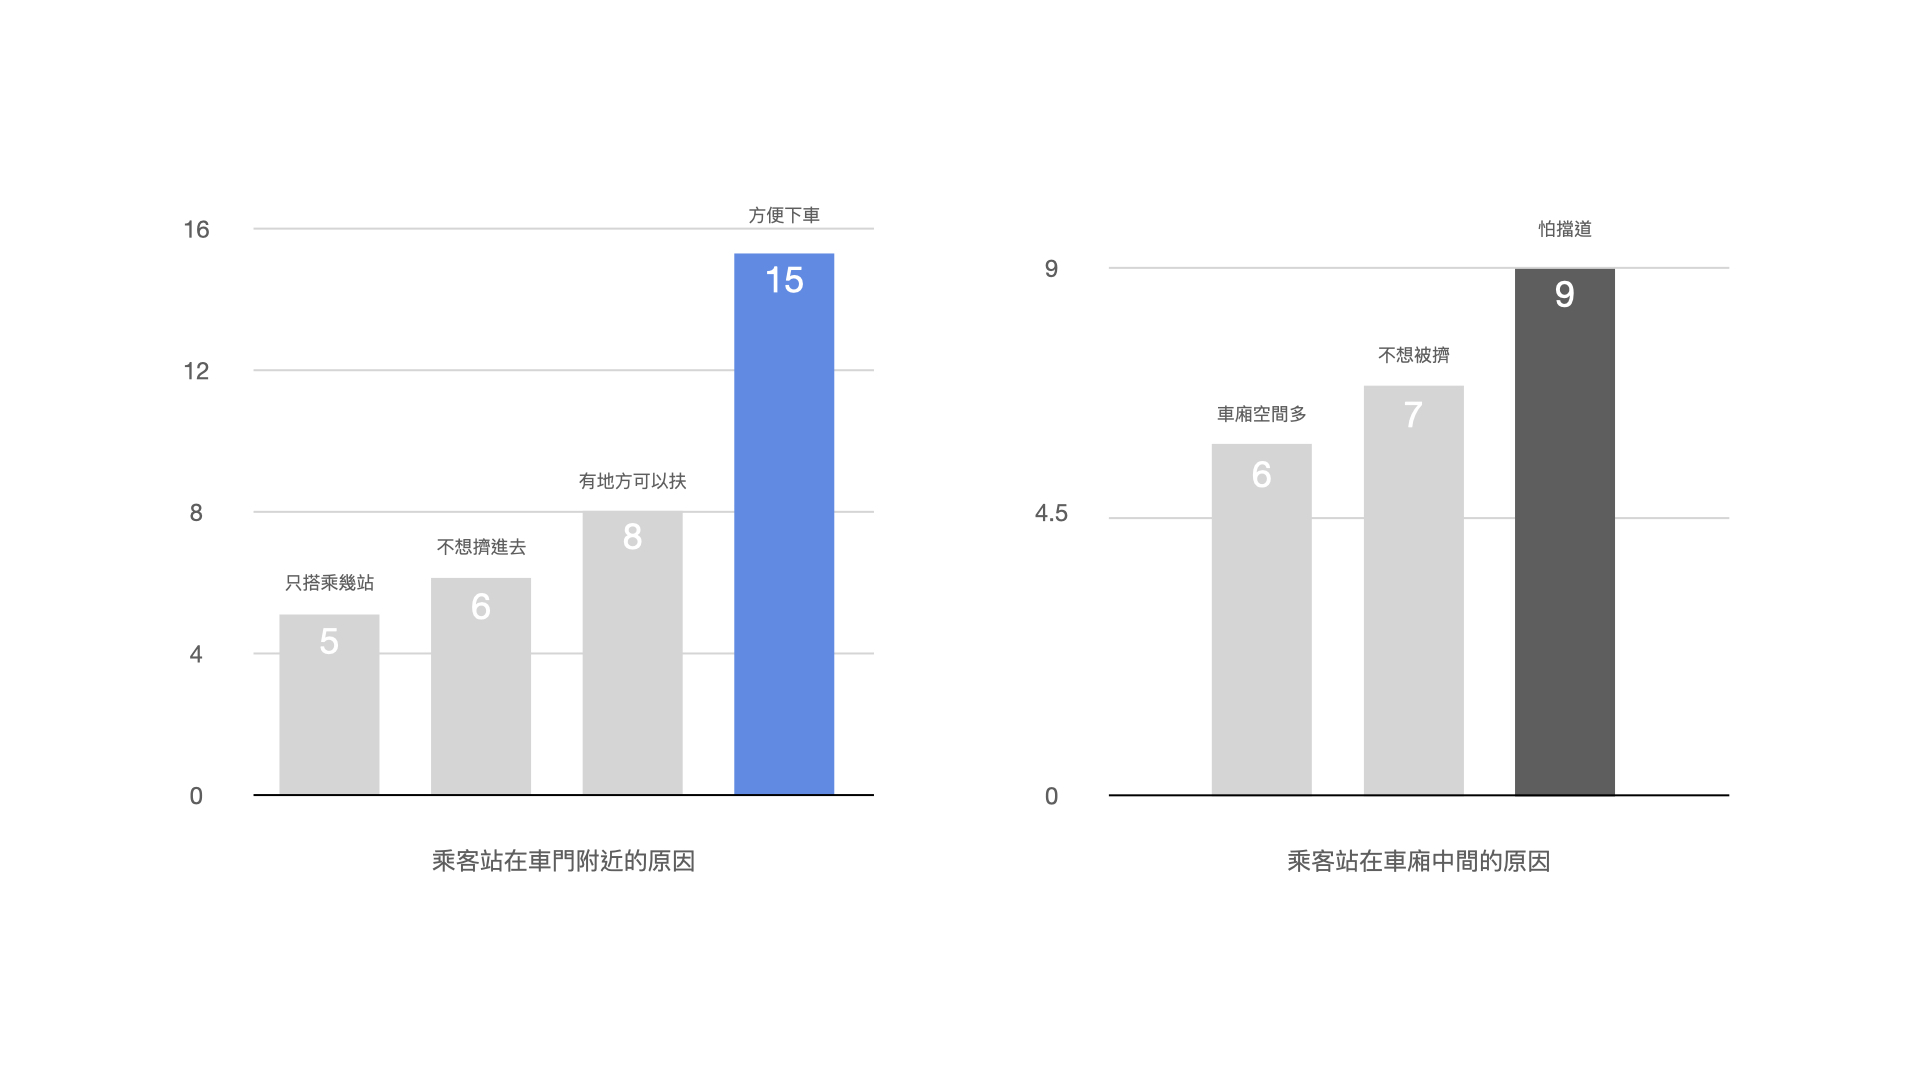 16
12
8
4
0
只搭乘幾站
5
不想擠進去
6
有地方可以扶
8
方便下車
15
乘客站在車門附近的原因
9
4.5
0
車廂空間多
6
不想被擠
7
怕擋道
9
乘客站在車廂中間的原因